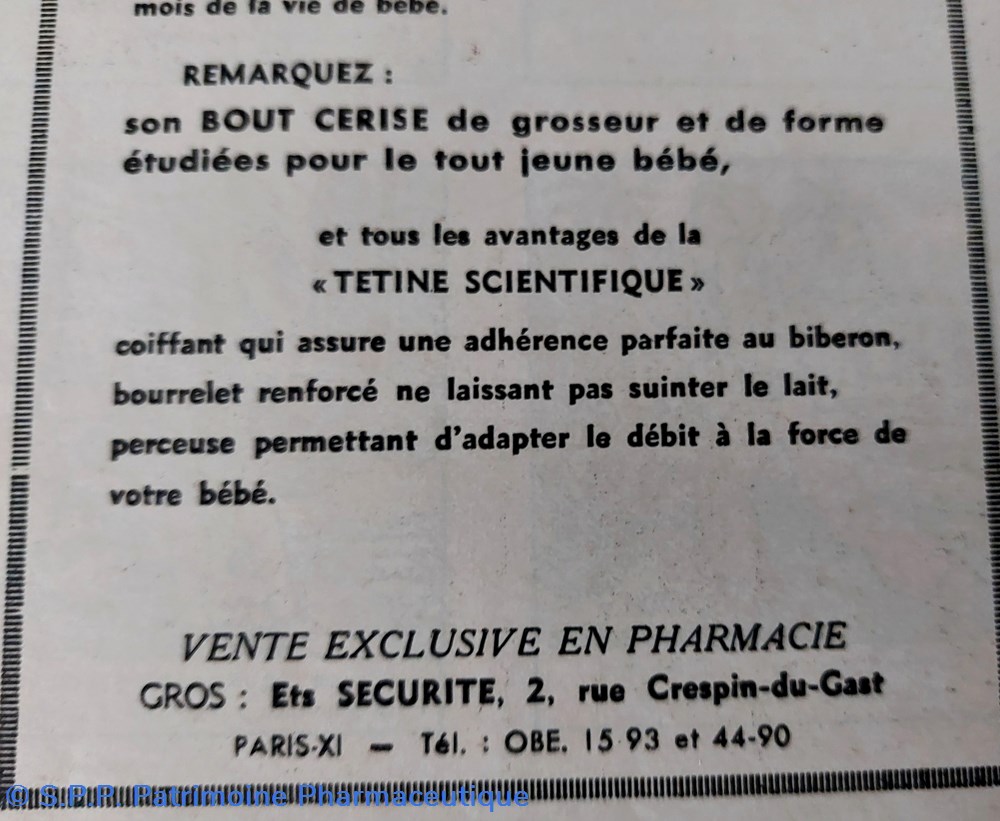 mois de la vie de bébé.
REMARQUEZ :
son BOUT CERISE de grosseur et de forme
étudiées pour le tout jeune bébé,
et tous les avantages de la
« TETINE SCIENTIFIQUE »
coiffant qui assure une adhérence parfaite au biberon,
bourrelet renforcé ne laissant pas suinter le lait,
perceuse permettant d'adapter le débit à la force de
votre bébé.
VENTE EXCLUSIVE EN PHARMACIE
GROS : Ets SECURITE, 2, rue Crespin-du-Gast
PARIS-XI — Tél. : OBE. 15 93 et 44-90
© S.P.P. Patrimoine Pharmaceutique